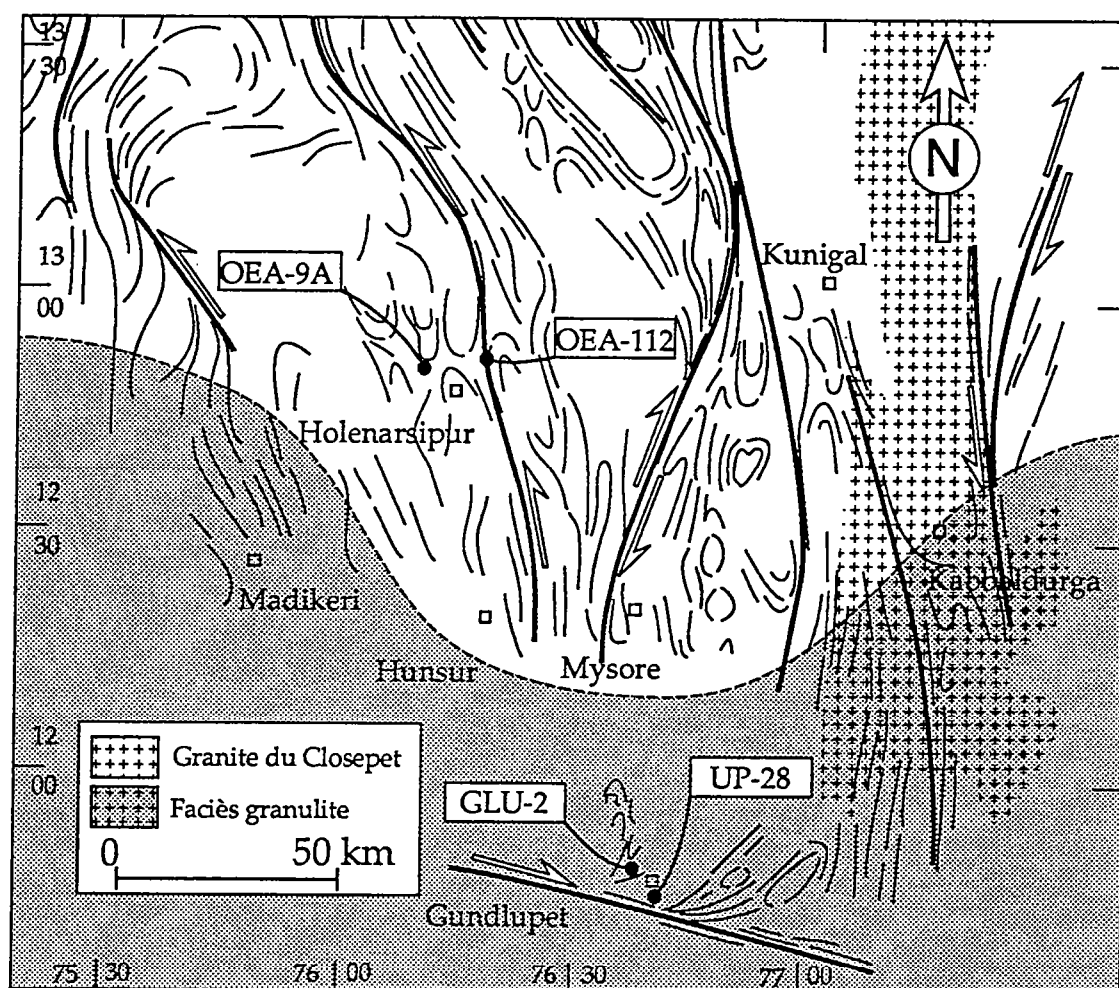 13
30
N
13
00
OEA-9A
Kunigal
OEA-112
Holenarsipur
12
30
Madikeri
Kabbaldurga
Hunsur
Mysore
12
00
Granite du Closepet
Faciès granulite
0 50 km
GLU-2
UP-28
Gundlupet
75 30
76 00
76 30
77 00